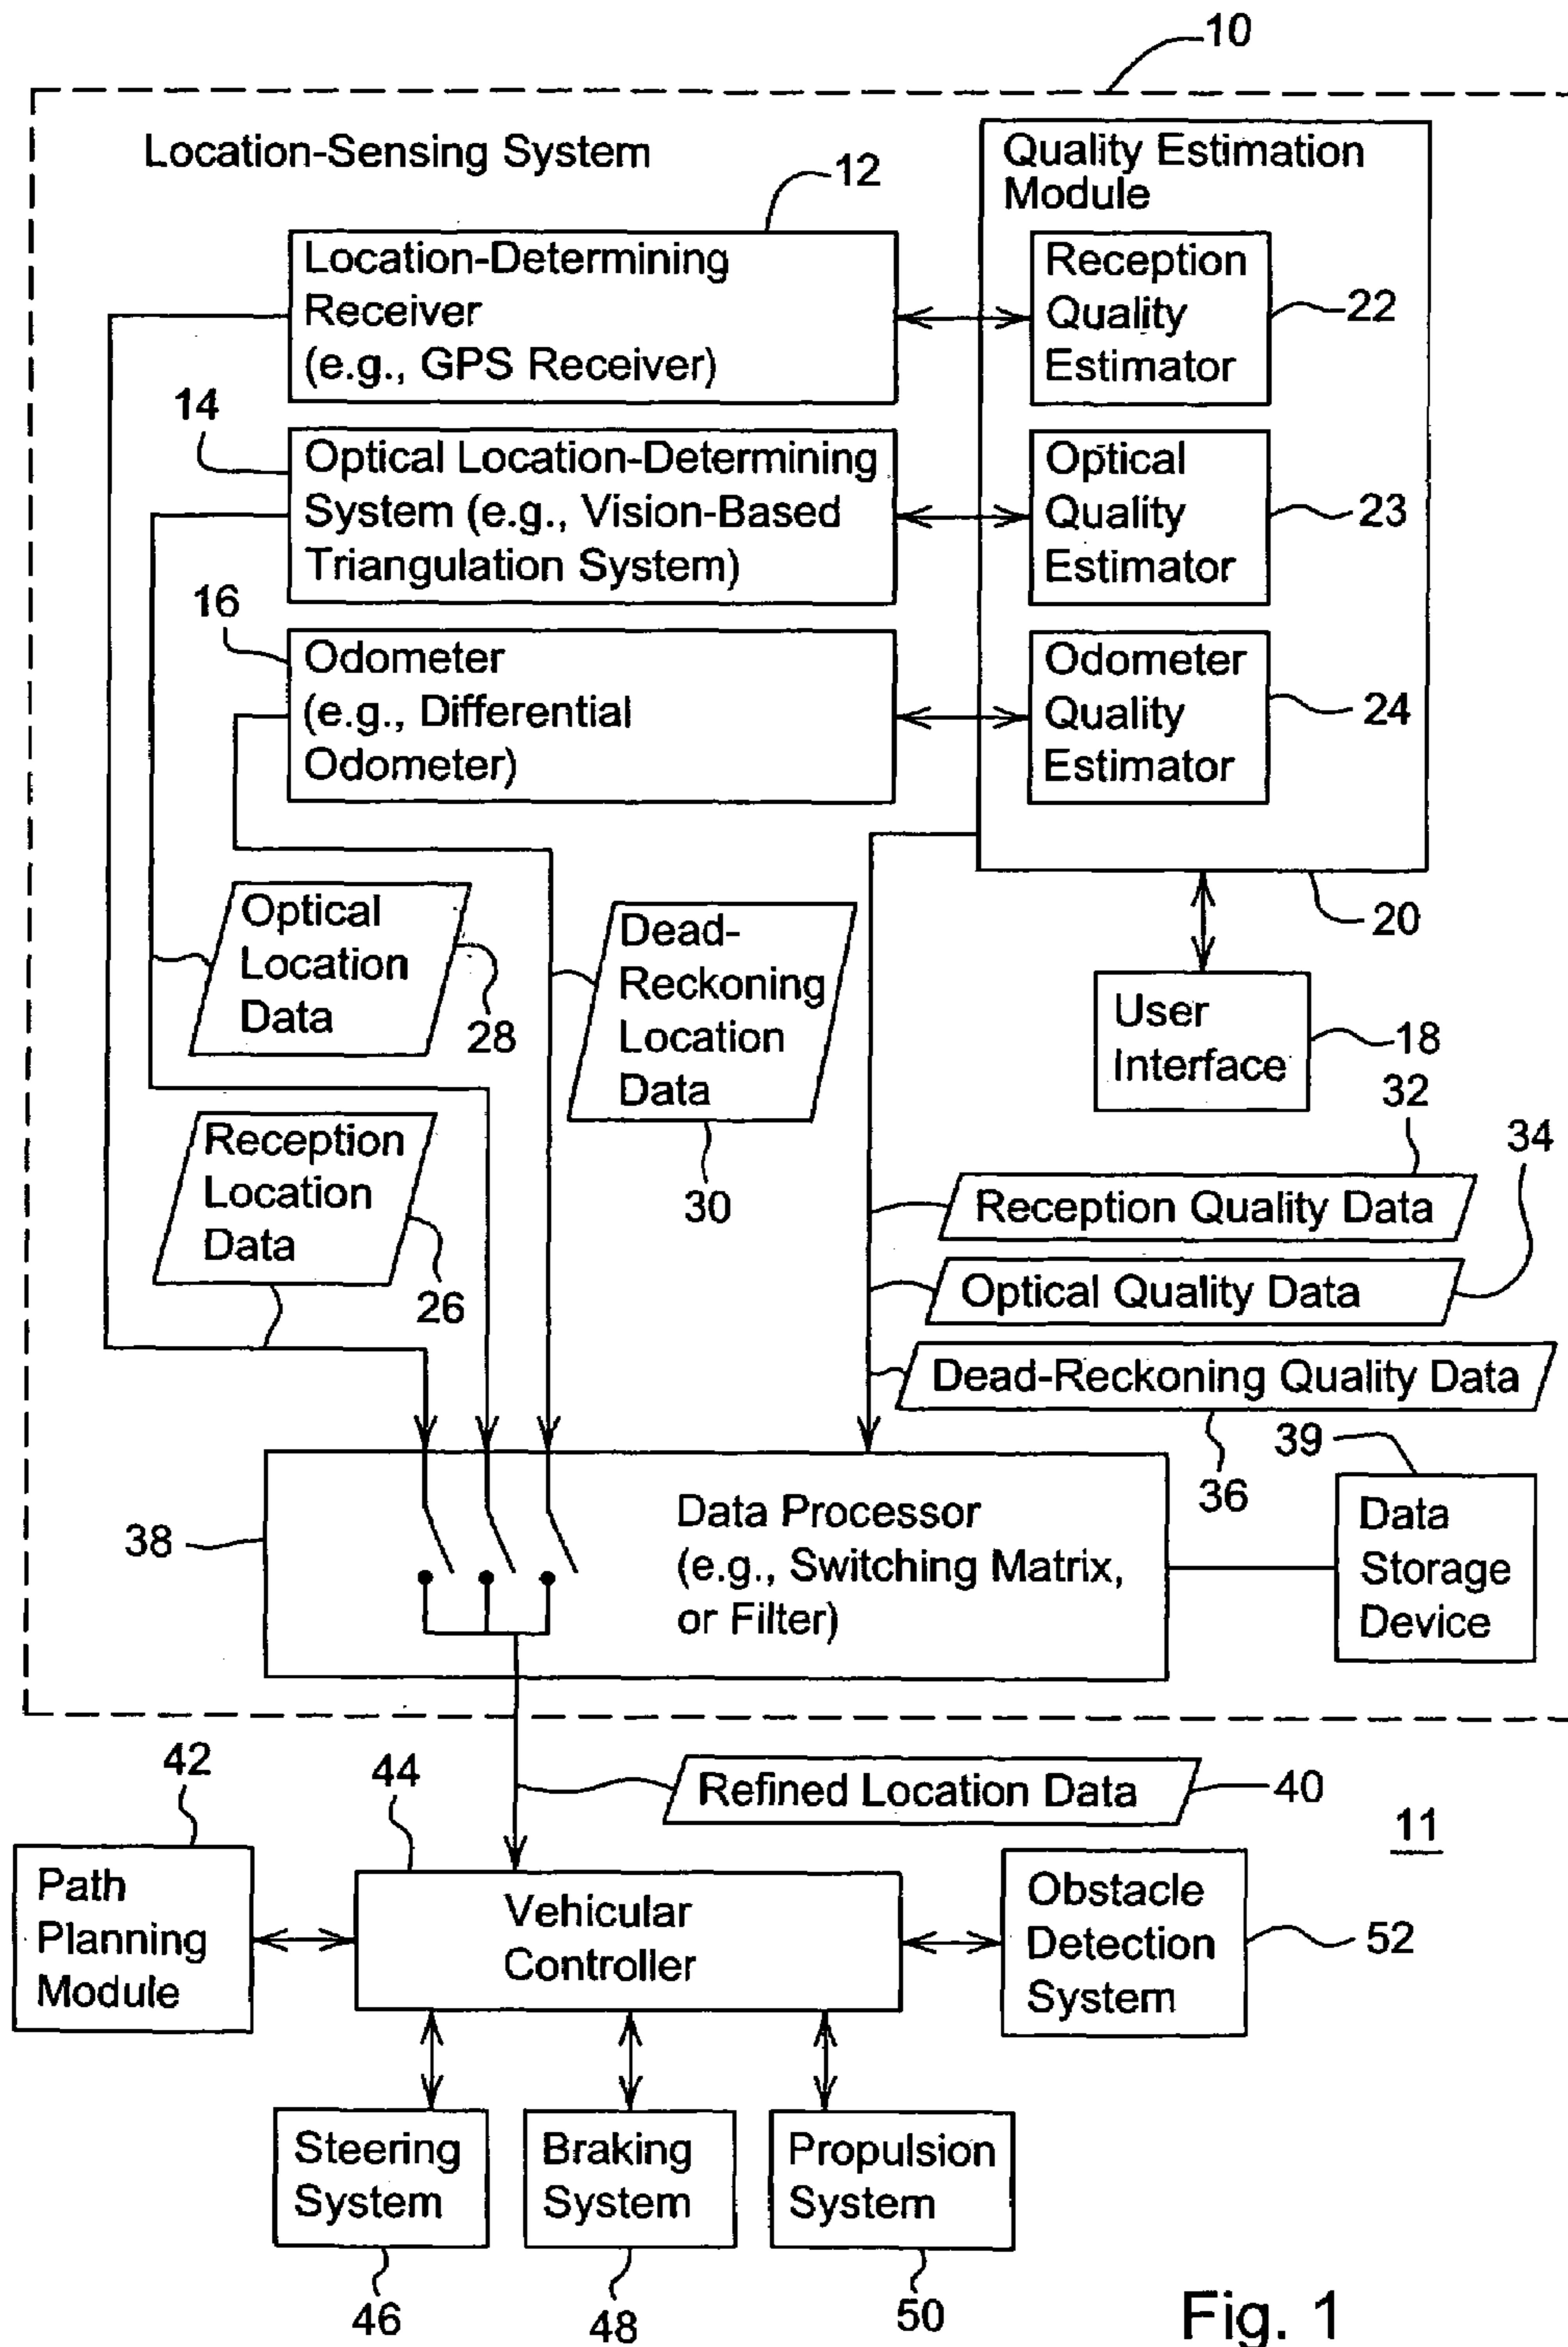 10
Location-Sensing System
Quality Estimation
Module
12
Location-Determining
Receiver
(e.g., GPS Receiver)
Reception
Quality
Estimator
22
14
Optical Location-Determining
System (e.g., Vision-Based
Triangulation System)
Optical
Quality
Estimator
23
16
Odometer
(e.g., Differential
Odometer)
Odometer
Quality
Estimator
24
20
Optical
Location
Data
28
Dead-
Reckoning
Location
Data
30
User
Interface
18
32
34
Reception
Location
Data
26
Reception Quality Data
Optical Quality Data
Dead-Reckoning Quality Data
36
39
38
Data Processor
(e.g., Switching Matrix,
or Filter)
Data
Storage
Device
42
44
Refined Location Data
40
11
Path
Planning
Module
Vehicular
Controller
Obstacle
Detection
System
52
Steering
System
Braking
System
Propulsion
System
46
48
50
Fig. 1